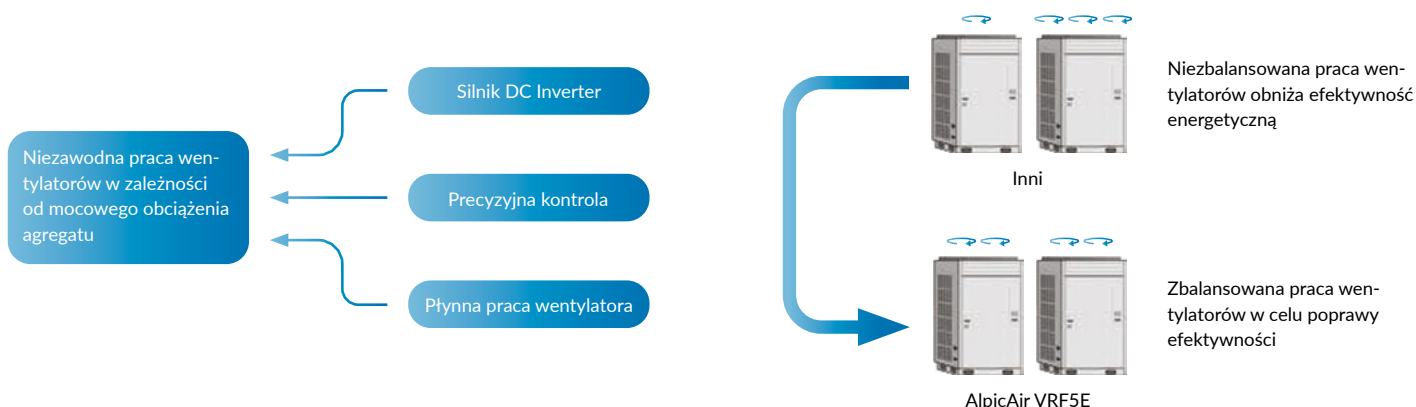 Niezawodna praca wen-
tylatorów w zależności
od mocowego obciążenia
agregatu
Silnik DC Inverter
Precyzyjna kontrola
Płynna praca wentylatora
Inni
Niezbalansowana praca wen-
tylatorów obniża efektywność
energetyczną
AlpicAir VRF5E
Zbalansowana praca wen-
tylatorów w celu poprawy
efektywności